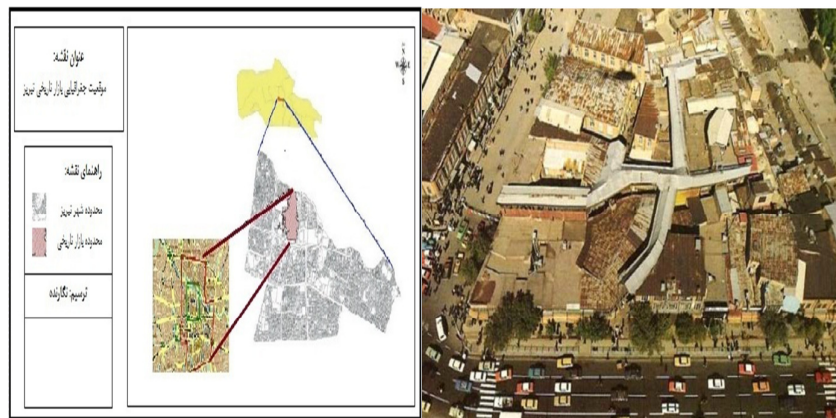 عنوان نقشه:
موقعیت جغرافیایی بازار تاریخی تبریز
راهنمای نقشه:
محدوده شهر تبریز
محدوده بازار تاریخی
ترسیم: نگارنده
N
S